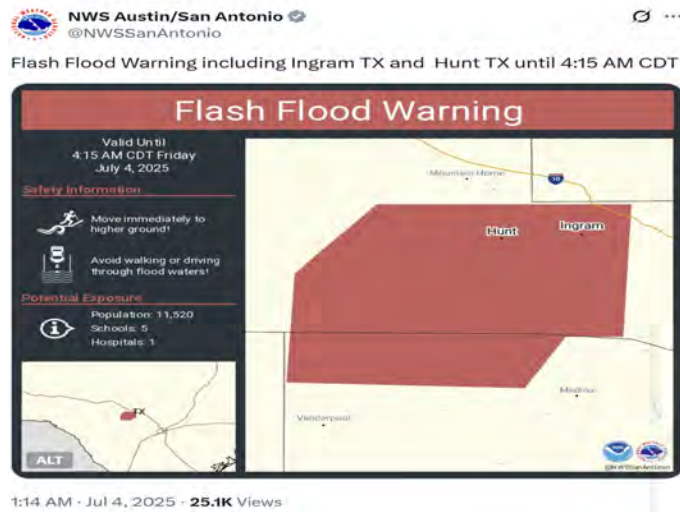 NWS Austin/San Antonio
@NWSSanAntonio
Flash Flood Warning including Ingram TX and Hunt TX until 4:15 AM CDT
Flash Flood Warning
Valid Until
4:15 AM CDT Friday
July 4, 2025
Safety Information
Move immediately to
higher ground!
Avoid walking or driving
through flood waters!
Potential Exposure
Population: 11,520
Schools: 5
Hospitals: 1
Mountain Home
10
Hunt
Ingram
Medina
Vanderpool
TX
ALT
@NWSSanAntonio
1:14 AM · Jul 4, 2025 · 25.1K Views